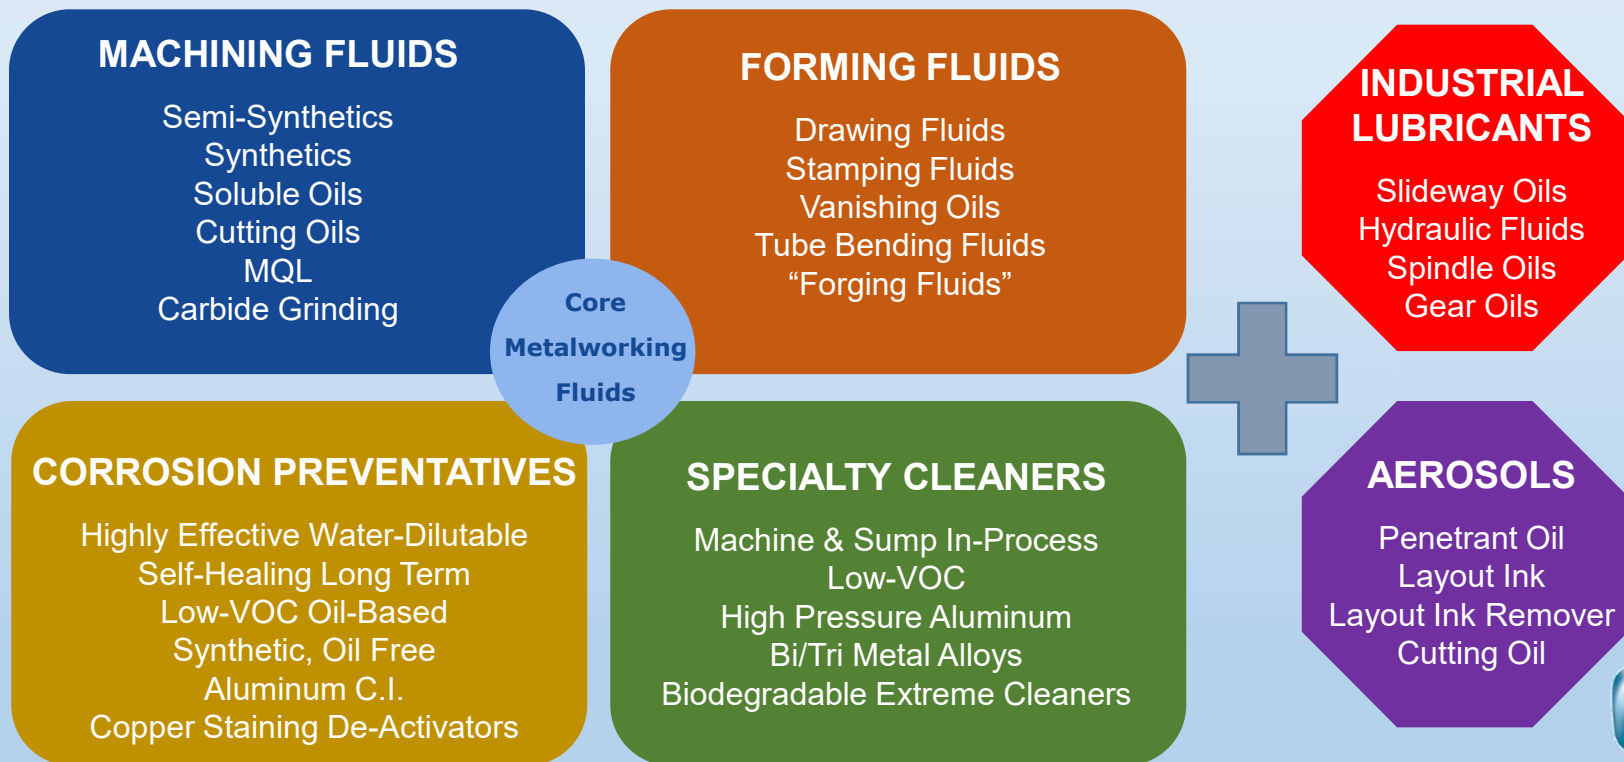 MACHINING FLUIDS
Semi-Synthetics
Synthetics
Soluble Oils
Cutting Oils
MQL
Carbide Grinding
FORMING FLUIDS
Drawing Fluids
Stamping Fluids
Vanishing Oils
Tube Bending Fluids
“Forging Fluids”
Core
Metalworking
Fluids
CORROSION PREVENTATIVES
Highly Effective Water-Dilutable
Self-Healing Long Term
Low-VOC Oil-Based
Synthetic, Oil Free
Aluminum C.I.
Copper Staining De-Activators
SPECIALTY CLEANERS
Machine & Sump In-Process
Low-VOC
High Pressure Aluminum
Bi/Tri Metal Alloys
Biodegradable Extreme Cleaners
INDUSTRIAL
LUBRICANTS
Slideway Oils
Hydraulic Fluids
Spindle Oils
Gear Oils
AEROSOLS
Penetrant Oil
Layout Ink
Layout Ink Remover
Cutting Oil